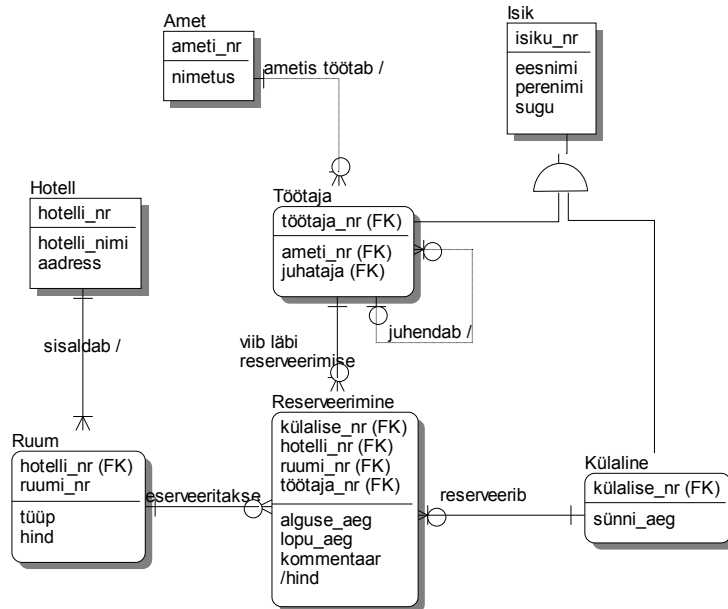 Amet
ameti_nr
nimetus
ametis töötab /
Isik
isiku_nr
eesnimi
perenimi
sugu
Hotell
hotelli_nr
hotelli_nimi
aadress
Töötaja
töötaja_nr (FK)
ameti_nr (FK)
juhataja (FK)
juhendab /
sisaldab /
viib läbi
reserveerimise
Ruum
hotelli_nr (FK)
ruumi_nr
tüüp
hind
eserveeritakse
Reserveerimine
külalise_nr (FK)
hotelli_nr (FK)
ruumi_nr (FK)
töötaja_nr (FK)
alguse_aeg
lopu_aeg
kommentaar
/hind
reserveerib
Külaline
külalise_nr (FK)
sünni_aeg